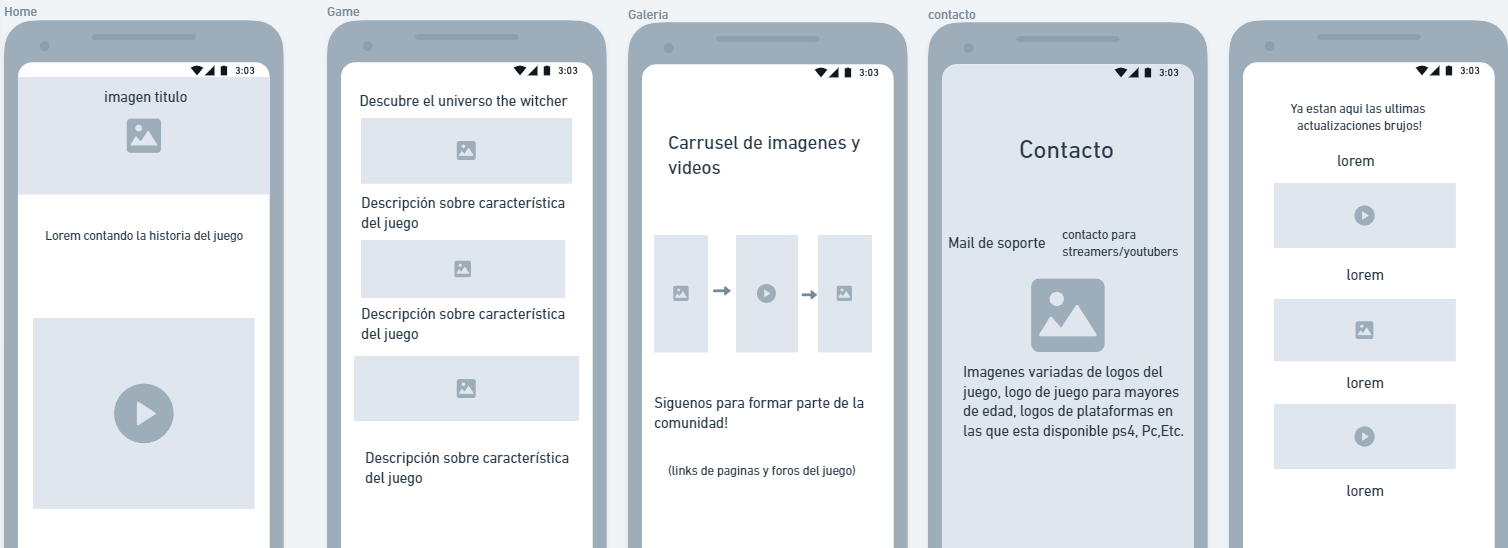 Home
3:03
imagen titulo
Lorem contando la historia del juego
Game
3:03
Descubre el universo the witcher
Descripción sobre característica
del juego
Descripción sobre característica
del juego
Descripción sobre característica
del juego
Galeria
3:03
Carrusel de imagenes y
videos
Siguenos para formar parte de la
comunidad!
(links de paginas y foros del juego)
contacto
3:03
Contacto
Mail de soporte
contacto para
streamers/youtubers
Imagenes variadas de logos del
juego, logo de juego para mayores
de edad, logos de plataformas en
las que esta disponible ps4, Pc,Etc.
3:03
Ya estan aqui las ultimas
actualizaciones brujos!
lorem
lorem
lorem
lorem